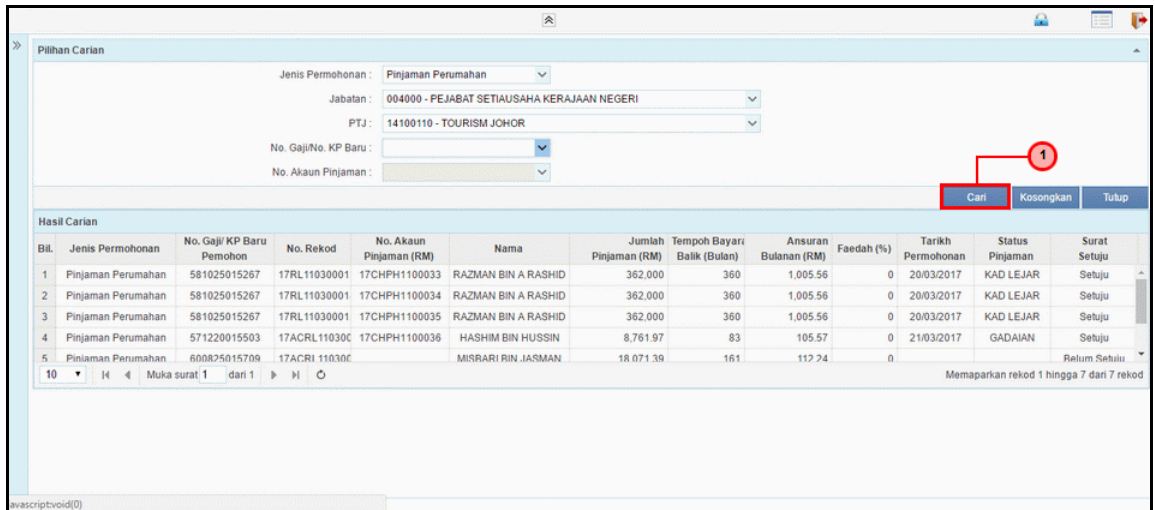 Pilihan Carian
Jenis Permohonan : Pinjaman Perumahan
Jabatan : 004000 - PEJABAT SETIAUSAHA KERAJAAN NEGERI
PTJ : 14100110 - TOURISM JOHOR
No. Gaji/No. KP Baru :
No. Akaun Pinjaman :
1
Cari Kosongkan Tutup
Hasil Carian
Bil. Jenis Permohonan No. Gaji/ KP Baru Pemohon No. Rekod No. Akaun Pinjaman (RM) Nama Jumlah Pinjaman (RM) Tempoh Bayara Balik (Bulan) Ansuran Bulanan (RM) Faedah (%) Tarikh Permohonan Status Pinjaman Surat Setuju
1 Pinjaman Perumahan 581025015267 17RL11030001 17CHPH1100033 RAZMAN BIN A RASHID 362,000 360 1,005.56 0 20/03/2017 KAD LEJAR Setuju
2 Pinjaman Perumahan 581025015267 17RL11030001 17CHPH1100034 RAZMAN BIN A RASHID 362,000 360 1,005.56 0 20/03/2017 KAD LEJAR Setuju
3 Pinjaman Perumahan 581025015267 17RL11030001 17CHPH1100035 RAZMAN BIN A RASHID 362,000 360 1,005.56 0 20/03/2017 KAD LEJAR Setuju
4 Pinjaman Perumahan 571220015503 17ACRL11030C 17CHPH1100036 HASHIM BIN HUSSIN 8,761.97 83 105.57 0 21/03/2017 GADAIAN Setuju
5 Pinjaman Perumahan 600825015709 17ACRL11030C MISBARI BIN JASMAN 18,071.39 161 112.24 0 Belum Setuju
10 Muka surat 1 dari 1 Memaparkan rekod 1 hingga 7 dari 7 rekod
avascript:void(0)